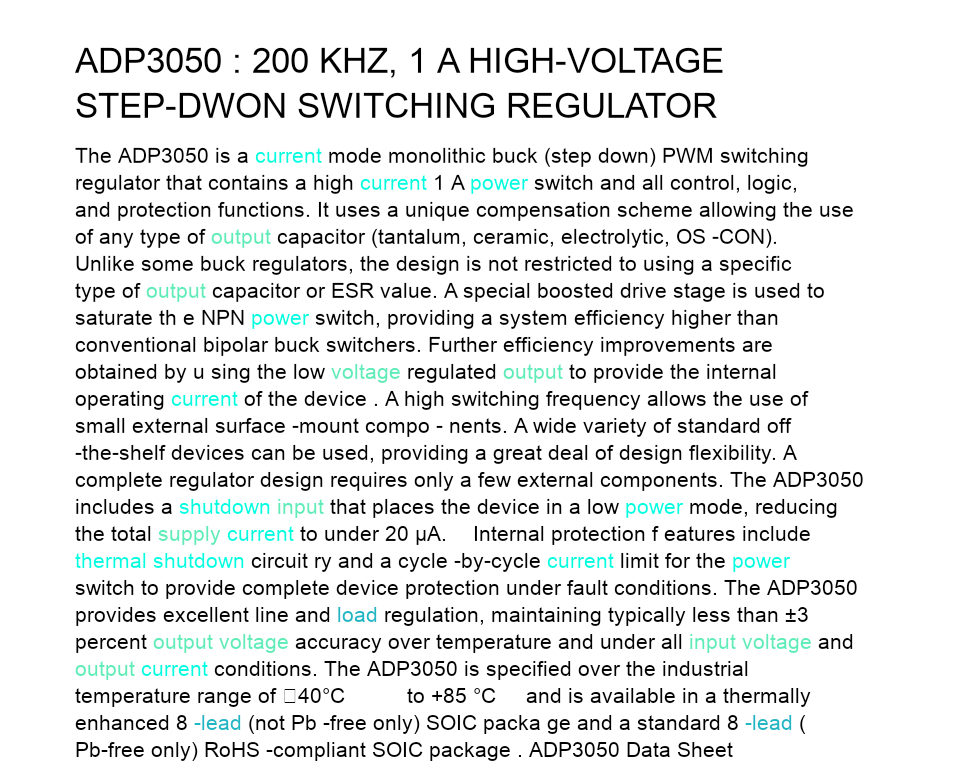 ADP3050 : 200 KHZ, 1 A HIGH-VOLTAGE
STEP-DWON SWITCHING REGULATOR
The ADP3050 is a current mode monolithic buck (step down) PWM switching
regulator that contains a high current 1 A power switch and all control, logic,
and protection functions. It uses a unique compensation scheme allowing the use
of any type of output capacitor (tantalum, ceramic, electrolytic, OS -CON).
Unlike some buck regulators, the design is not restricted to using a specific
type of output capacitor or ESR value. A special boosted drive stage is used to
saturate th e NPN power switch, providing a system efficiency higher than
conventional bipolar buck switchers. Further efficiency improvements are
obtained by u sing the low voltage regulated output to provide the internal
operating current of the device . A high switching frequency allows the use of
small external surface -mount compo - nents. A wide variety of standard off
-the-shelf devices can be used, providing a great deal of design flexibility. A
complete regulator design requires only a few external components. The ADP3050
includes a shutdown input that places the device in a low power mode, reducing
the total supply current to under 20 μA. Internal protection f eatures include
thermal shutdown circuit ry and a cycle -by-cycle current limit for the power
switch to provide complete device protection under fault conditions. The ADP3050
provides excellent line and load regulation, maintaining typically less than ±3
percent output voltage accuracy over temperature and under all input voltage and
output current conditions. The ADP3050 is specified over the industrial
temperature range of □40°C to +85 °C and is available in a thermally
enhanced 8 -lead (not Pb -free only) SOIC packa ge and a standard 8 -lead (
Pb-free only) RoHS -compliant SOIC package . ADP3050 Data Sheet